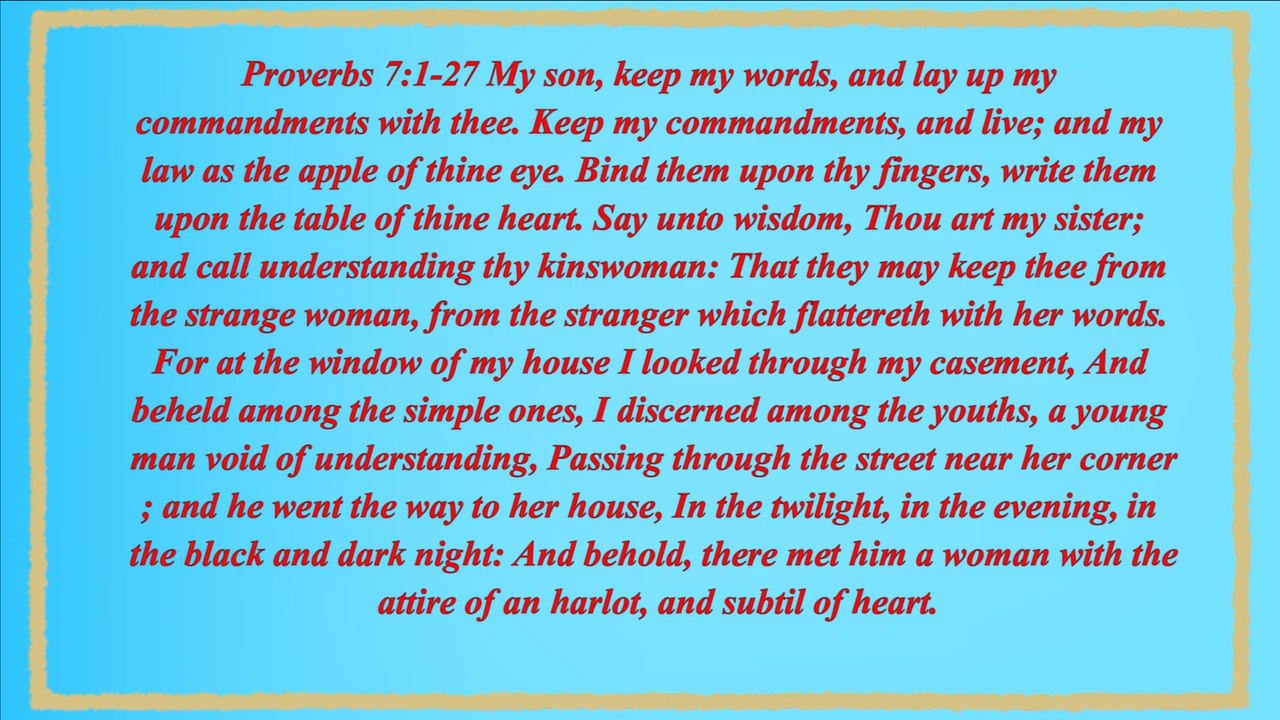 Proverbs 7:1-27 My son, keep my words, and lay up my
commandments with thee. Keep my commandments, and live; and my
law as the apple of thine eye. Bind them upon thy fingers, write them
upon the table of thine heart. Say unto wisdom, Thou art my sister;
and call understanding thy kinswoman: That they may keep thee from
the strange woman, from the stranger which flattereth with her words.
For at the window of my house I looked through my casement, And
beheld among the simple ones, I discerned among the youths, a young
man void of understanding, Passing through the street near her corner
; and he went the way to her house, In the twilight, in the evening, in
the black and dark night: And behold, there met him a woman with the
attire of an harlot, and subtil of heart.